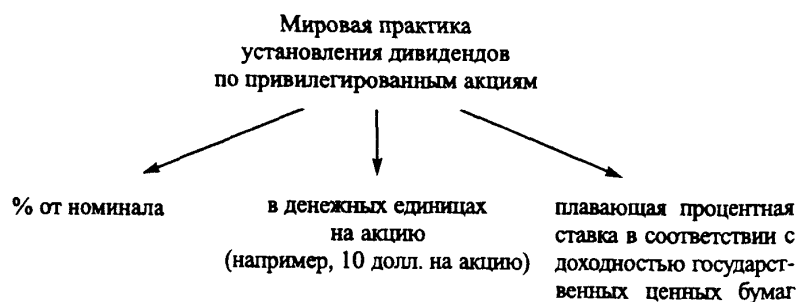 Мировая практика
установления дивидендов
по привилегированным акциям
% от номинала
в денежных единицах
на акцию
(например, 10 долл. на акцию)
плавающая процентная
ставка в соответствии с
доходностью государст-
венных ценных бумаг